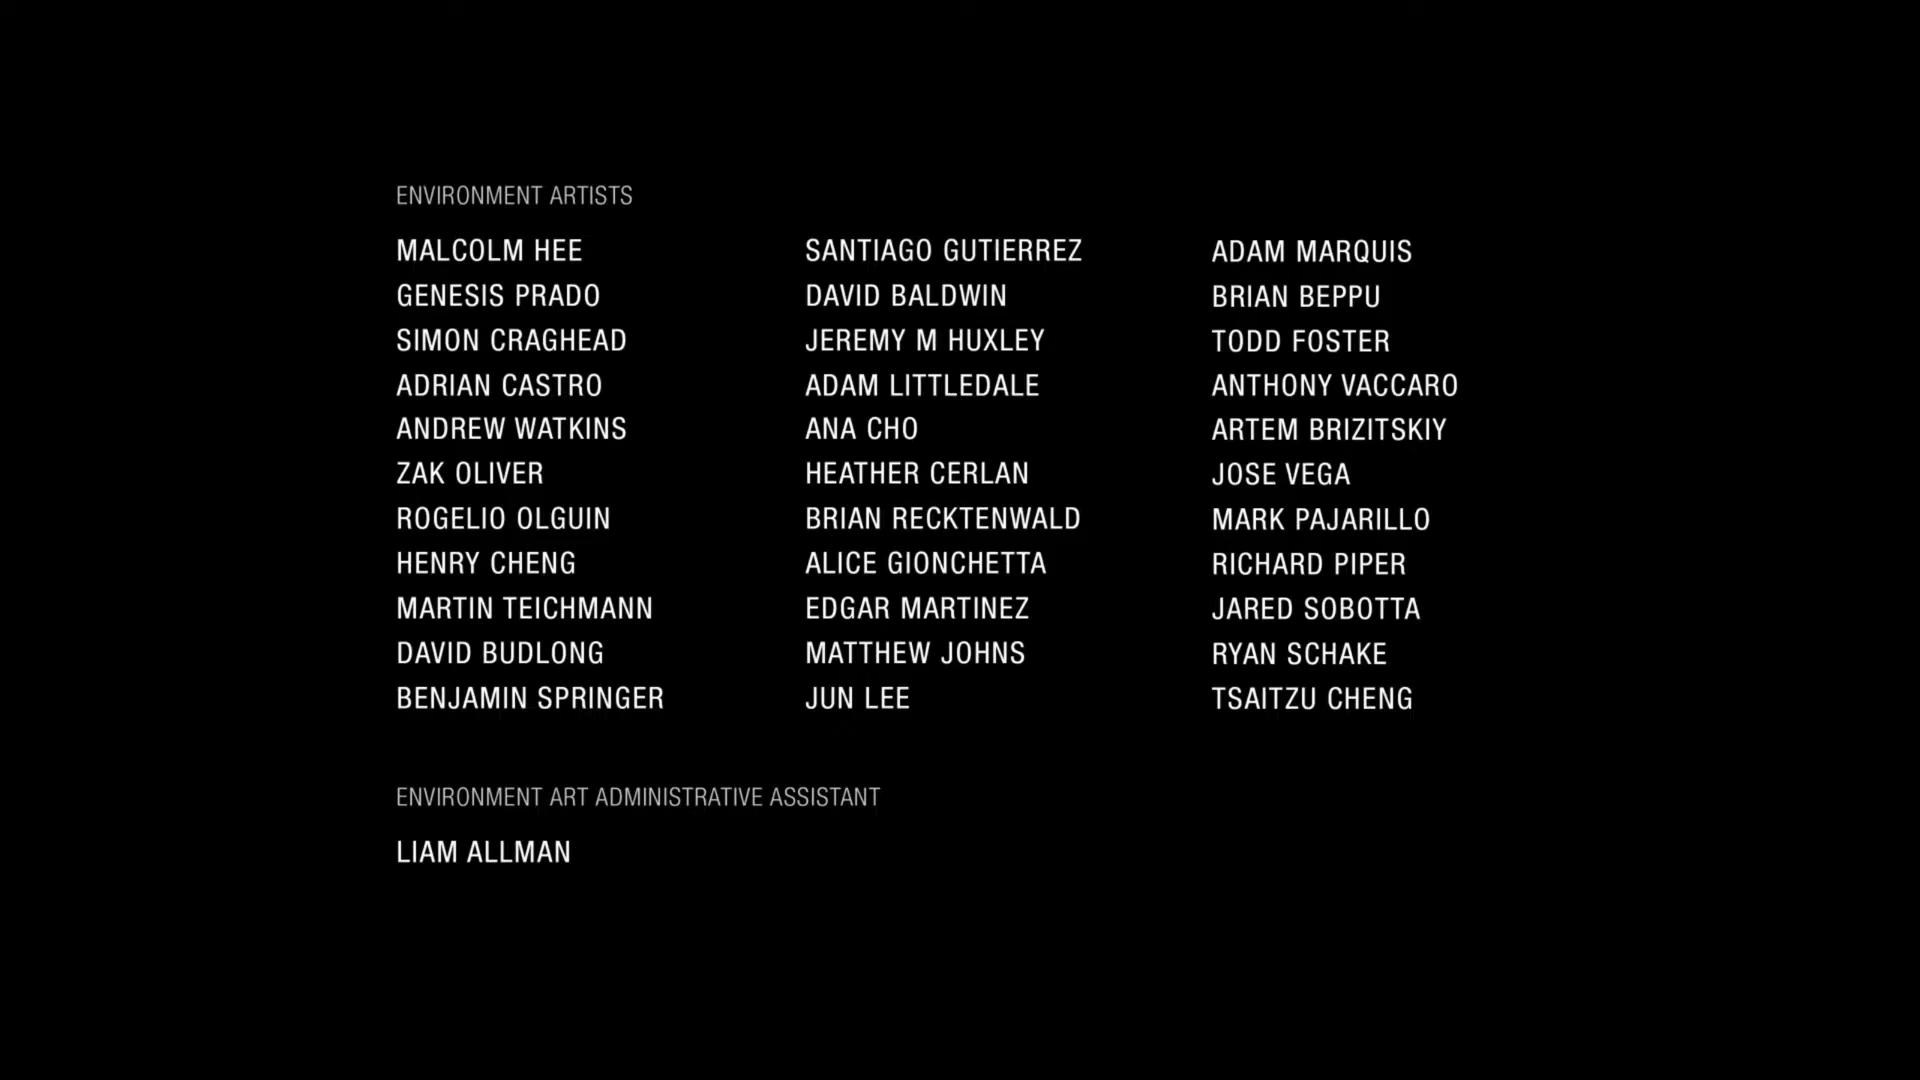 ENVIRONMENT ARTISTS
MALCOLM HEE
GENESIS PRADO
SIMON CRAGHEAD
ADRIAN CASTRO
ANDREW WATKINS
ZAK OLIVER
ROGELIO OLGUIN
HENRY CHENG
MARTIN TEICHMANN
DAVID BUDLONG
BENJAMIN SPRINGER
SANTIAGO GUTIERREZ
DAVID BALDWIN
JEREMY M HUXLEY
ADAM LITTLEDALE
ANA CHO
HEATHER CERLAN
BRIAN RECKTENWALD
ALICE GIONCHETTA
EDGAR MARTINEZ
MATTHEW JOHNS
JUN LEE
ADAM MARQUIS
BRIAN BEPPU
TODD FOSTER
ANTHONY VACCARO
ARTEM BRIZITSKIY
JOSE VEGA
MARK PAJARILLO
RICHARD PIPER
JARED SOBOTTA
RYAN SCHAKE
TSAITZU CHENG
ENVIRONMENT ART ADMINISTRATIVE ASSISTANT
LIAM ALLMAN